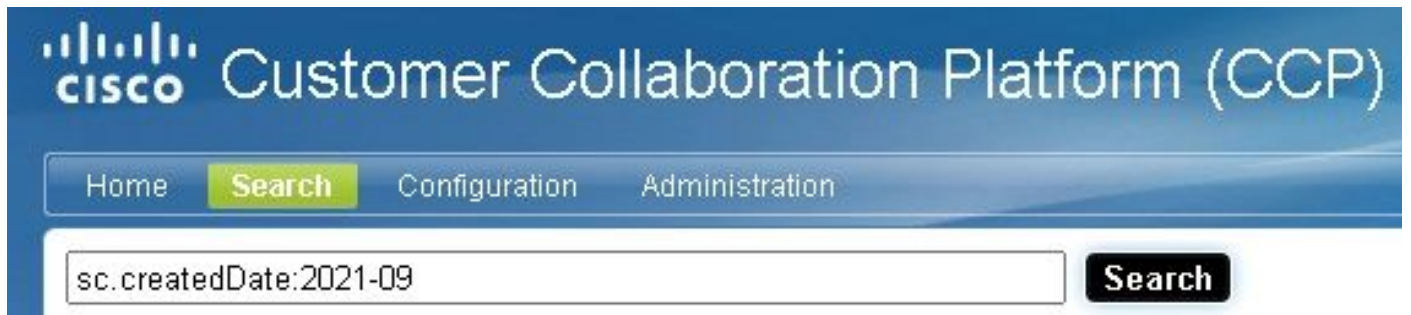 CISCO Customer Collaboration Platform (CCP)
Home Search Configuration Administration
sc.createdDate:2021-09 Search